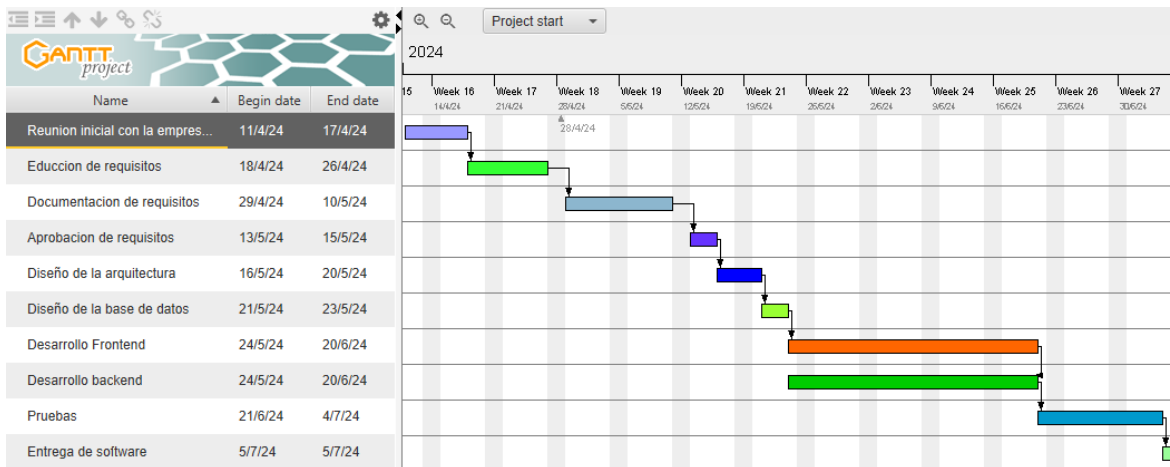 Project start
GANTT project
2024
Name Begin date End date
15 Week 16 Week 17 Week 18 Week 19 Week 20 Week 21 Week 22 Week 23 Week 24 Week 25 Week 26 Week 27
14/4/24 21/4/24 28/4/24 5/5/24 12/5/24 19/5/24 26/5/24 2/6/24 9/6/24 16/6/24 23/6/24 30/6/24
28/4/24
Reunion inicial con la empres... 11/4/24 17/4/24
Educcion de requisitos 18/4/24 26/4/24
Documentacion de requisitos 29/4/24 10/5/24
Aprobacion de requisitos 13/5/24 15/5/24
Diseño de la arquitectura 16/5/24 20/5/24
Diseño de la base de datos 21/5/24 23/5/24
Desarrollo Frontend 24/5/24 20/6/24
Desarrollo backend 24/5/24 20/6/24
Pruebas 21/6/24 4/7/24
Entrega de software 5/7/24 5/7/24